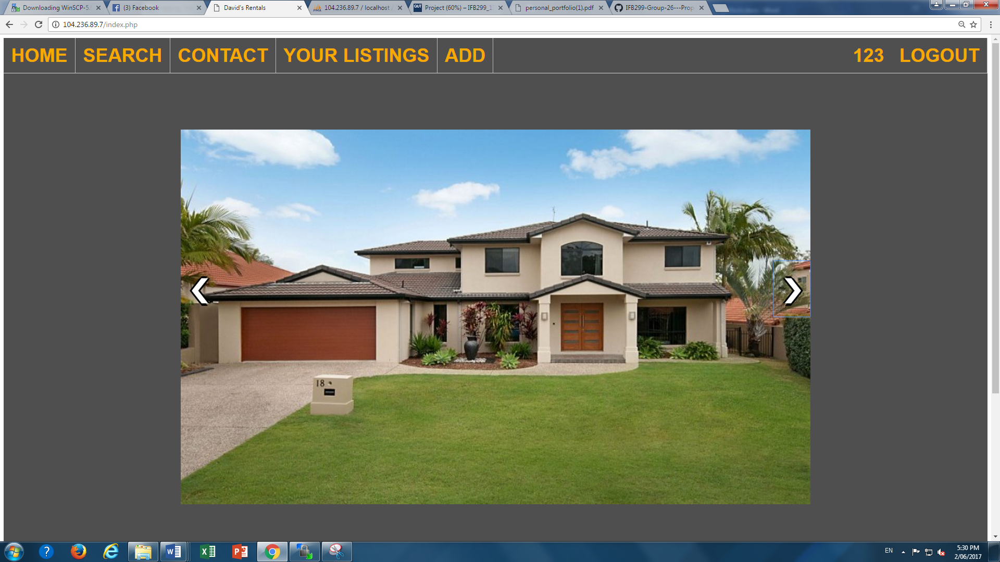 Downloading WinSCP-5.
(3) Facebook
David's Rentals
104.236.89.7 / localhost
Project (60%) – IFB299_1
personal_portfolio(1).pdf
IFB299-Group-26---Prop
104.236.89.7/index.php
HOME
SEARCH
CONTACT
YOUR LISTINGS
ADD
123
LOGOUT
18
EN
5:30 PM
2/06/2017